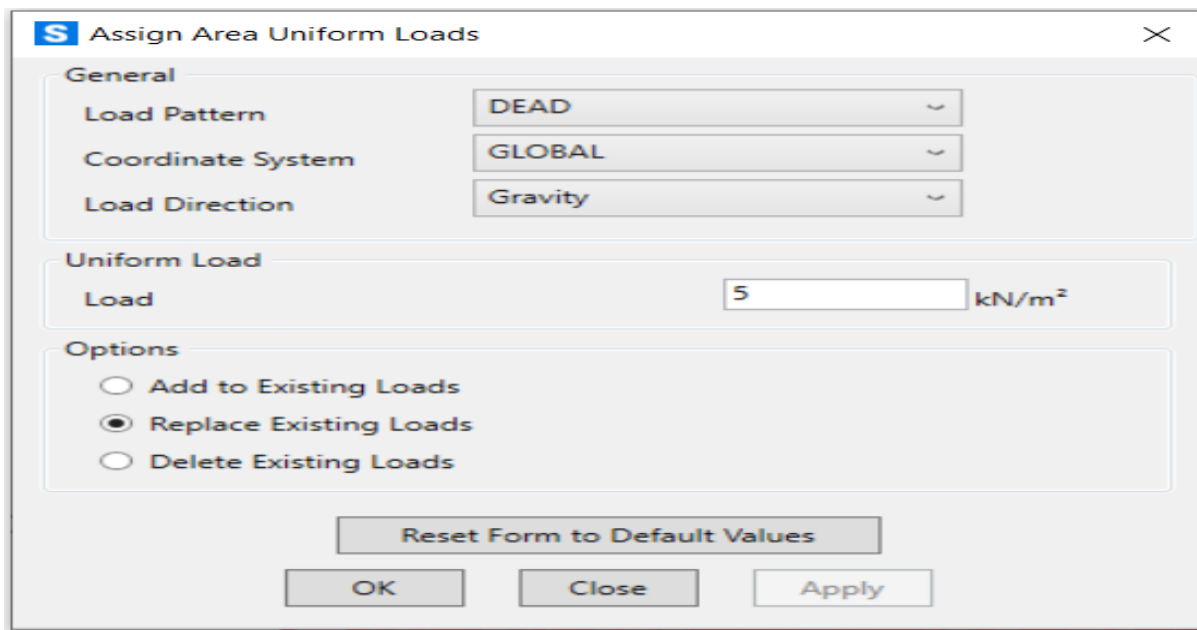 S Assign Area Uniform Loads
General
Load Pattern DEAD
Coordinate System GLOBAL
Load Direction Gravity
Uniform Load
Load 5 kN/m²
Options
Add to Existing Loads
Replace Existing Loads
Delete Existing Loads
Reset Form to Default Values
OK Close Apply